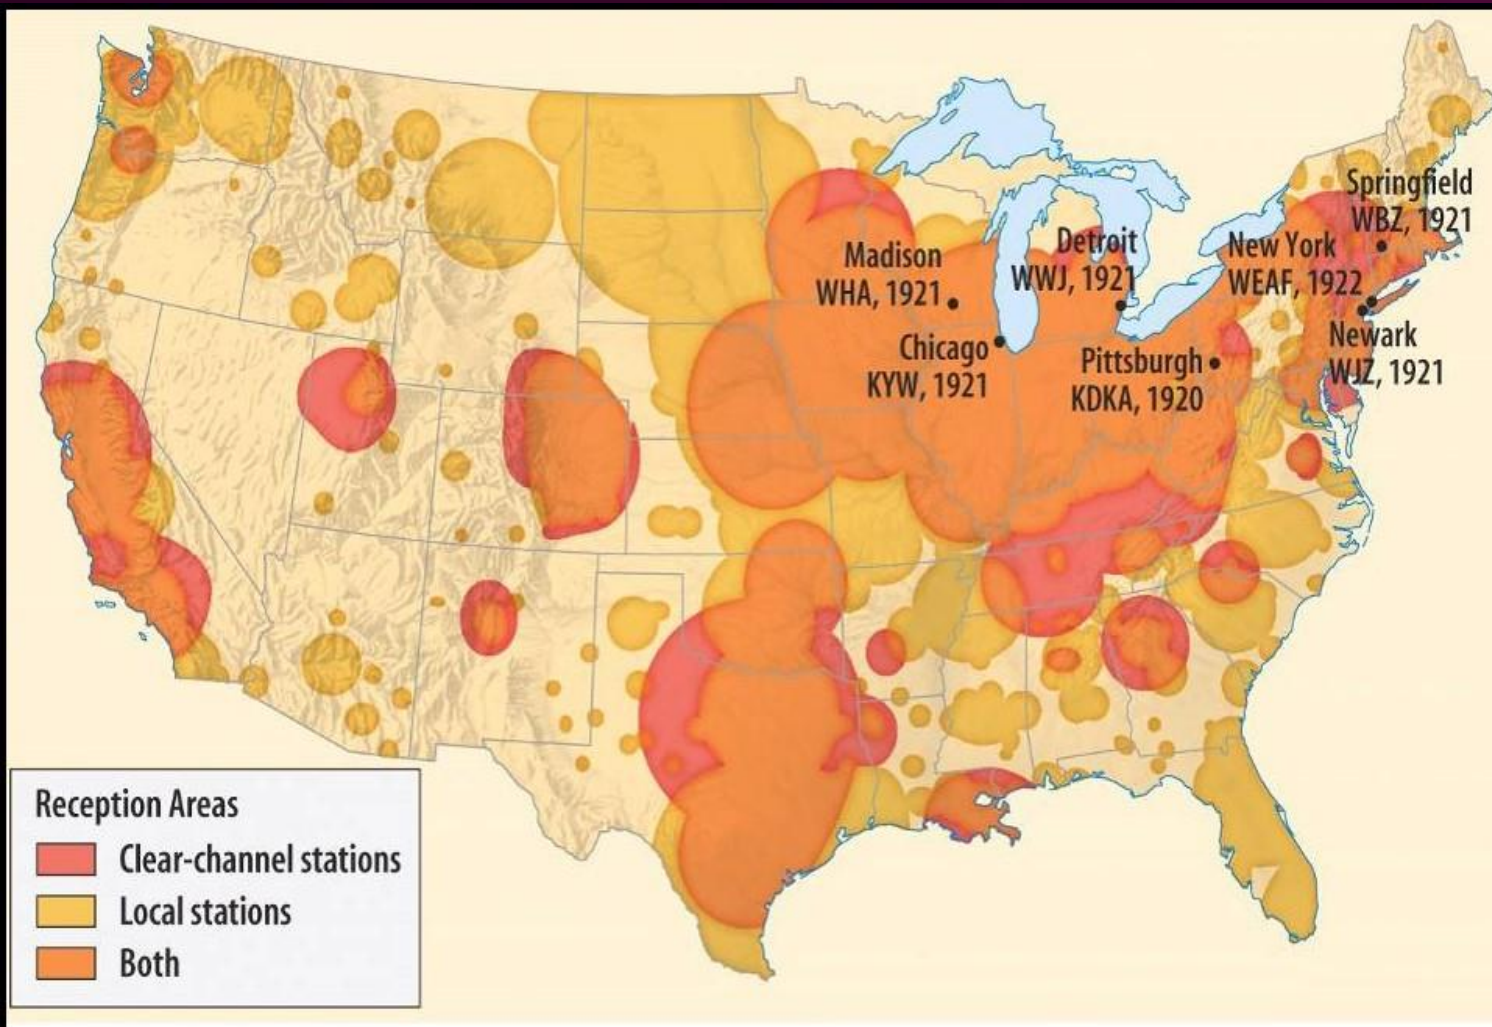 Springfield
WBZ, 1921
New York
WEAF, 1922
Newark
WJZ, 1921
Detroit
WWJ, 1921
Madison
WHA, 1921
Chicago
KYW, 1921
Pittsburgh
KDKA, 1920
Reception Areas
Clear-channel stations
Local stations
Both